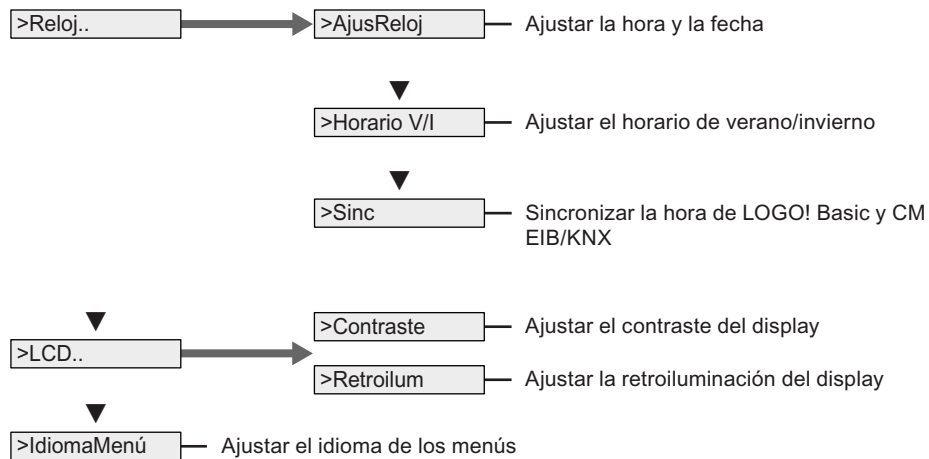 >Reloj..
>AjusReloj
Ajustar la hora y la fecha
>Horario V/I
Ajustar el horario de verano/invierno
>Sinc
Sincronizar la hora de LOGO! Basic y CM
EIB/KNX
>Contraste
Ajustar el contraste del display
>LCD..
>Retroilum
Ajustar la retroiluminación del display
>IdiomaMenú
Ajustar el idioma de los menús